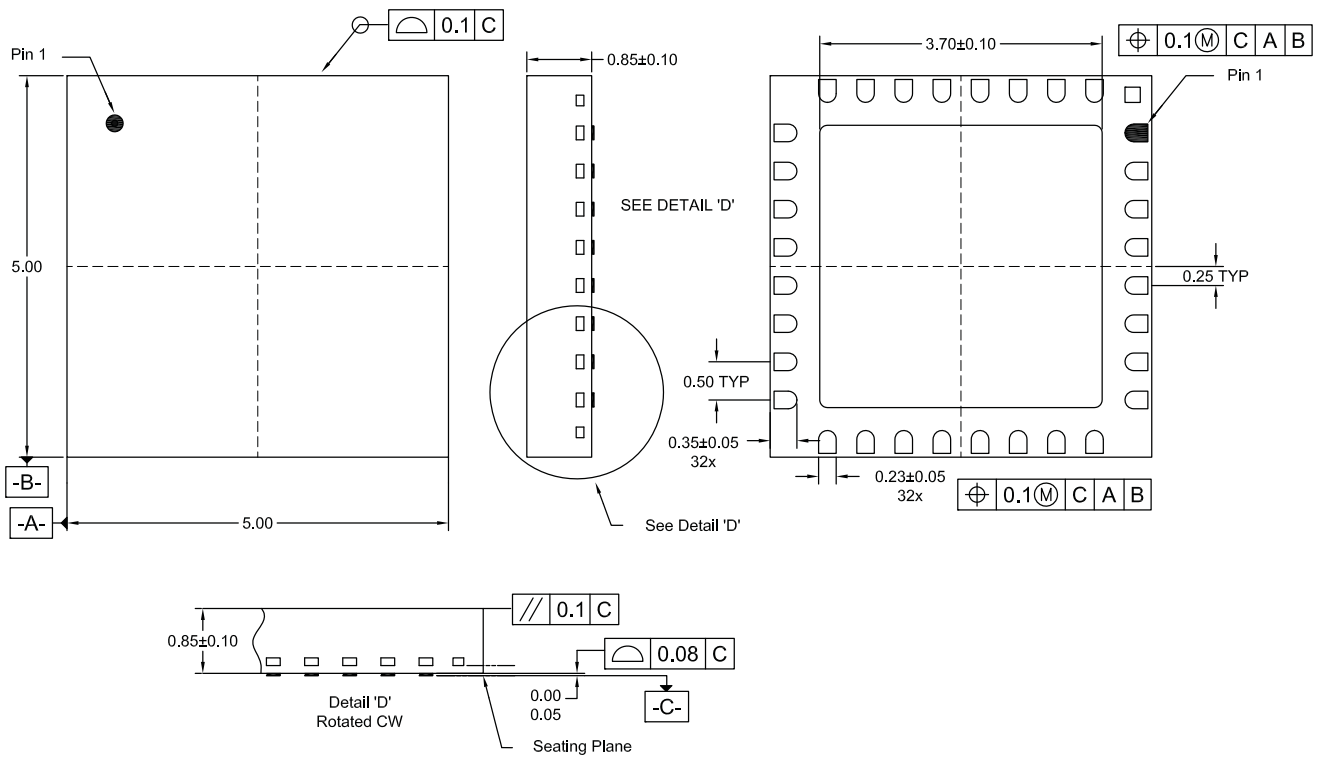 Pin 1
0.1 C
0.85±0.10
3.70±0.10
0.1Ⓜ C A B
Pin 1
5.00
SEE DETAIL 'D'
0.25 TYP
0.50 TYP
0.35±0.05
32x
0.23±0.05
32x
0.1Ⓜ C A B
-B-
-A-
5.00
See Detail 'D'
// 0.1 C
0.85±0.10
0.08 C
0.00
0.05
-C-
Detail 'D'
Rotated CW
Seating Plane